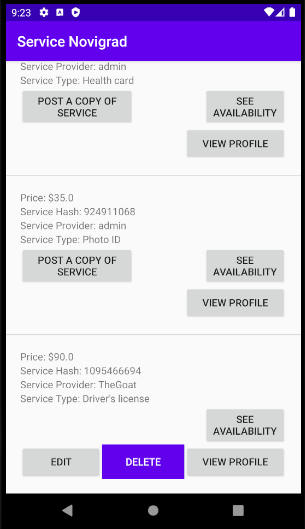 9:23
Service Novigrad
Service Provider: admin
Service Type: Health card
POST A COPY OF
SERVICE
SEE
AVAILABILITY
VIEW PROFILE
Price: $35.0
Service Hash: 924911068
Service Provider: admin
Service Type: Photo ID
POST A COPY OF
SERVICE
SEE
AVAILABILITY
VIEW PROFILE
Price: $90.0
Service Hash: 1095466694
Service Provider: TheGoat
Service Type: Driver's license
SEE
AVAILABILITY
EDIT
DELETE
VIEW PROFILE